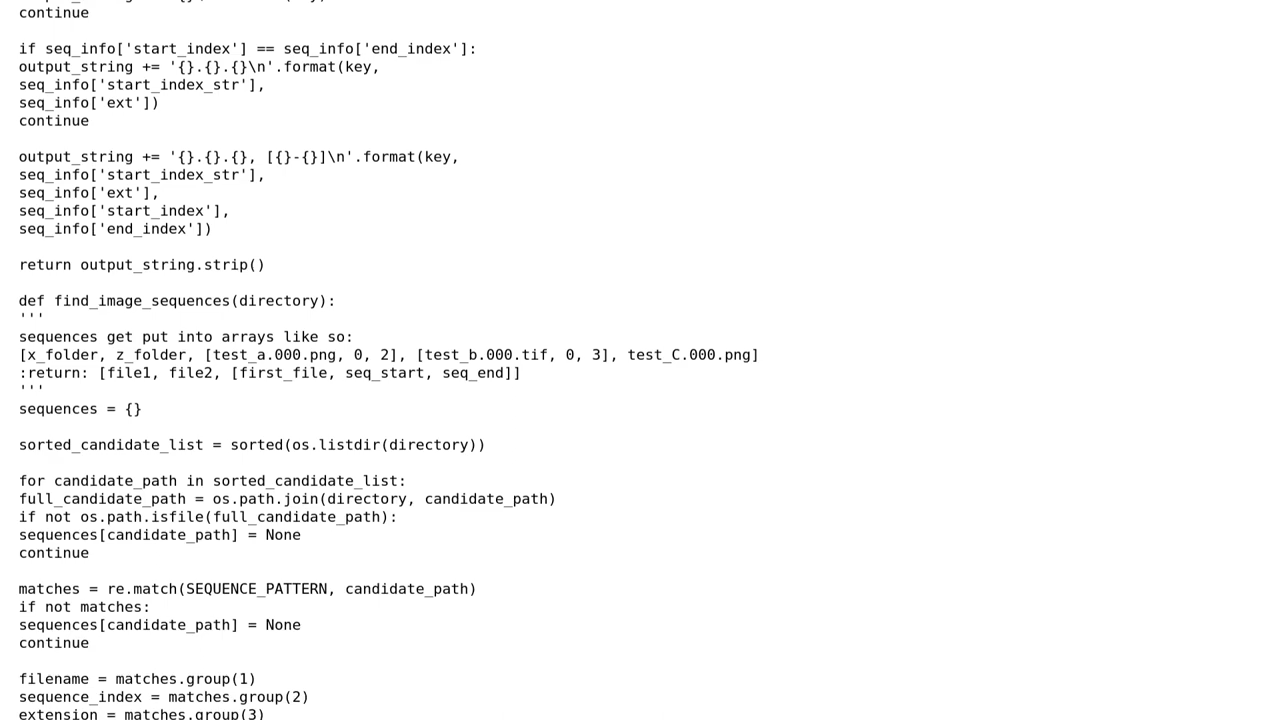 continue
if seq_info['start_index'] == seq_info['end_index']:
output_string += '{}.{}.{}\n'.format(key,
seq_info['start_index_str'],
seq_info['ext'])
continue
output_string += '{}.{}.{}, [{}-{}]\n'.format(key,
seq_info['start_index_str'],
seq_info['ext'],
seq_info['start_index'],
seq_info['end_index'])
return output_string.strip()
def find_image_sequences(directory):
'''
sequences get put into arrays like so:
[x_folder, z_folder, [test_a.000.png, 0, 2], [test_b.000.tif, 0, 3], test_C.000.png]
:return: [file1, file2, [first_file, seq_start, seq_end]]
'''
sequences = {}
sorted_candidate_list = sorted(os.listdir(directory))
for candidate_path in sorted_candidate_list:
full_candidate_path = os.path.join(directory, candidate_path)
if not os.path.isfile(full_candidate_path):
sequences[candidate_path] = None
continue
matches = re.match(SEQUENCE_PATTERN, candidate_path)
if not matches:
sequences[candidate_path] = None
continue
filename = matches.group(1)
sequence_index = matches.group(2)
extension = matches.group(3)